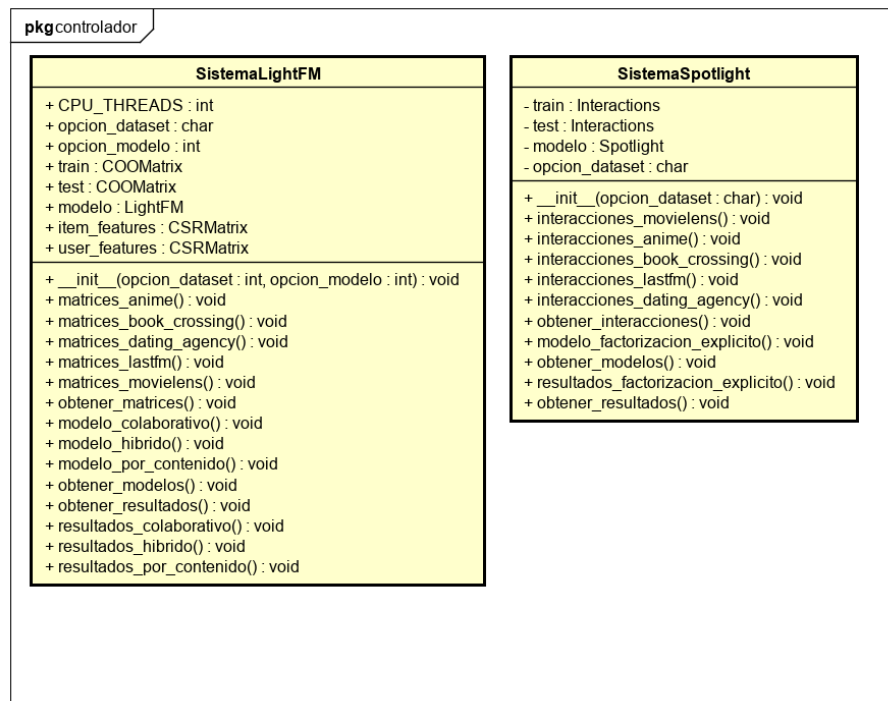 pkg controlador
SistemaLightFM
+ CPU_THREADS : int
+ opcion_dataset : char
+ opcion_modelo : int
+ train : COOMatrix
+ test : COOMatrix
+ modelo : LightFM
+ item_features : CSRMatrix
+ user_features : CSRMatrix
+ __init__(opcion_dataset : int, opcion_modelo : int) : void
+ matrices_anime() : void
+ matrices_book_crossing() : void
+ matrices_dating_agency() : void
+ matrices_lastfm() : void
+ matrices_movielens() : void
+ obtener_matrices() : void
+ modelo_colaborativo() : void
+ modelo_hibrido() : void
+ modelo_por_contenido() : void
+ obtener_modelos() : void
+ obtener_resultados() : void
+ resultados_colaborativo() : void
+ resultados_hibrido() : void
+ resultados_por_contenido() : void
SistemaSpotlight
- train : Interactions
- test : Interactions
- modelo : Spotlight
- opcion_dataset : char
+ __init__(opcion_dataset : char) : void
+ interacciones_movielens() : void
+ interacciones_anime() : void
+ interacciones_book_crossing() : void
+ interacciones_lastfm() : void
+ interacciones_dating_agency() : void
+ obtener_interacciones() : void
+ modelo_factorizacion_explicito() : void
+ obtener_modelos() : void
+ resultados_factorizacion_explicito() : void
+ obtener_resultados() : void